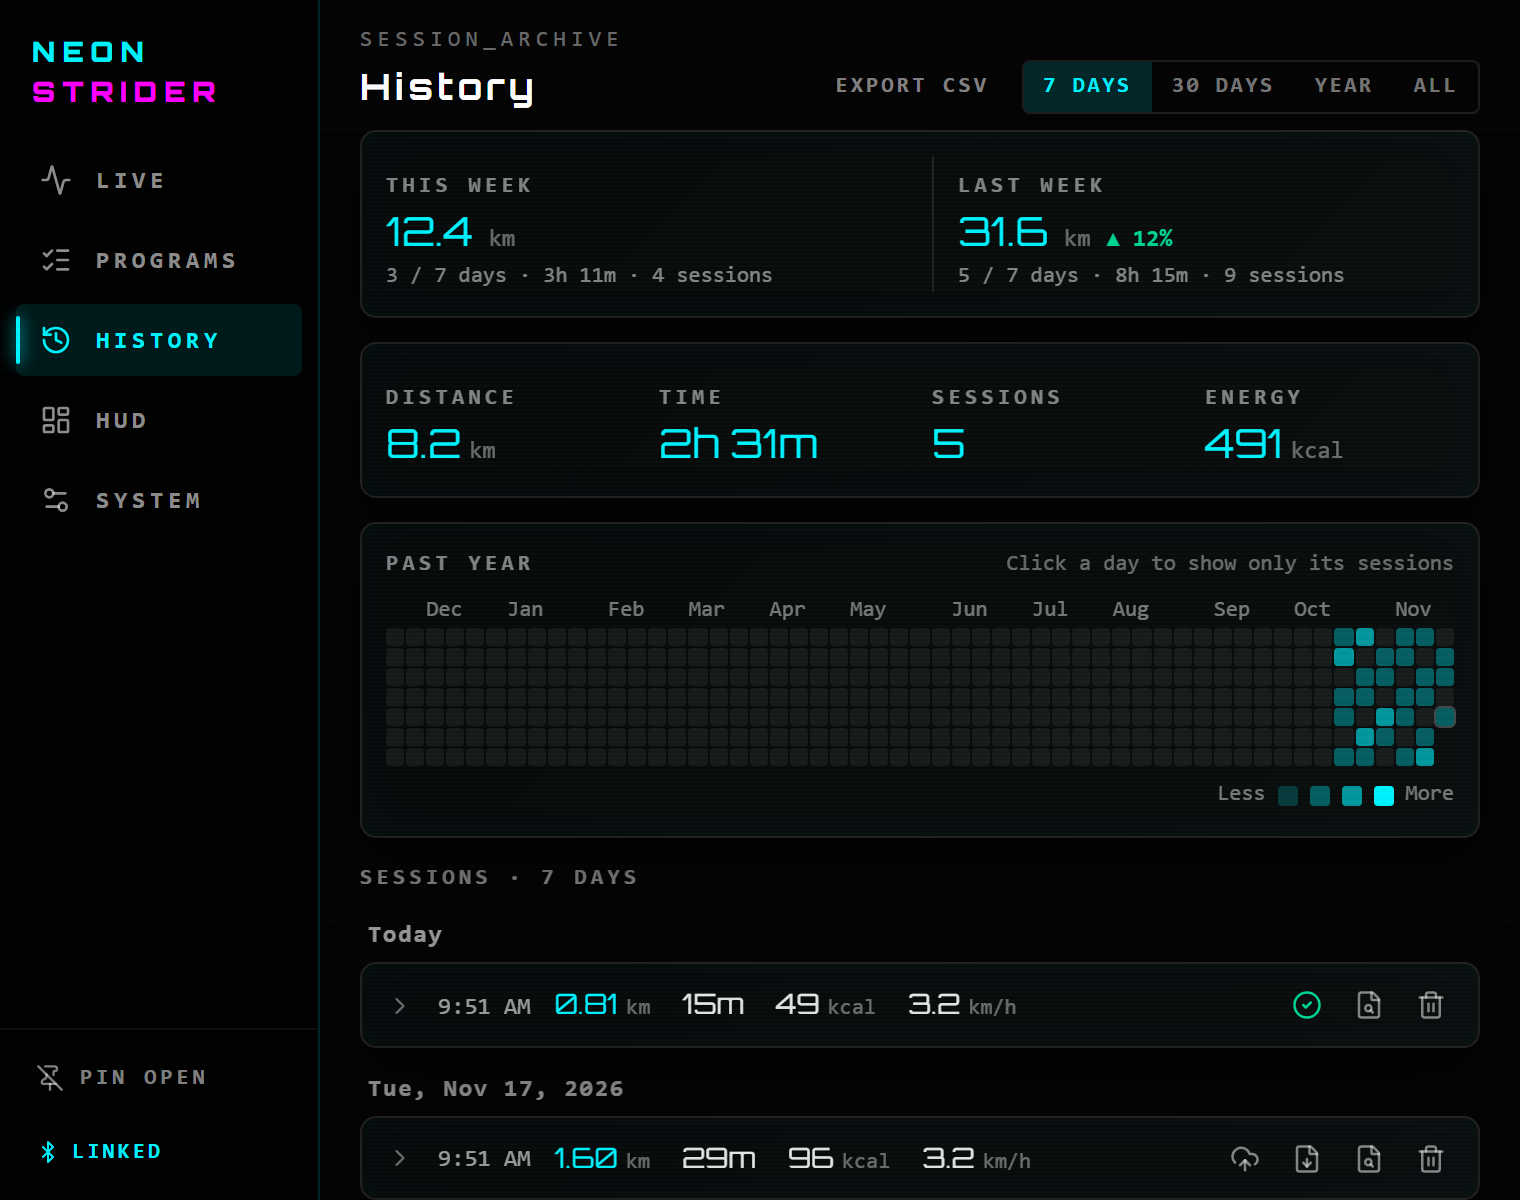 NEON
STRIDER
LIVE
PROGRAMS
HISTORY
HUD
SYSTEM
PIN OPEN
LINKED
SESSION_ARCHIVE
History
EXPORT CSV
7 DAYS 30 DAYS YEAR ALL
THIS WEEK
12.4 km
3 / 7 days · 3h 11m · 4 sessions
LAST WEEK
31.6 km ▲ 12%
5 / 7 days · 8h 15m · 9 sessions
DISTANCE
8.2 km
TIME
2h 31m
SESSIONS
5
ENERGY
491 kcal
PAST YEAR
Click a day to show only its sessions
Dec Jan Feb Mar Apr May Jun Jul Aug Sep Oct Nov
Less More
SESSIONS · 7 DAYS
Today
9:51 AM 0.81 km 15m 49 kcal 3.2 km/h
Tue, Nov 17, 2026
9:51 AM 1.60 km 29m 96 kcal 3.2 km/h